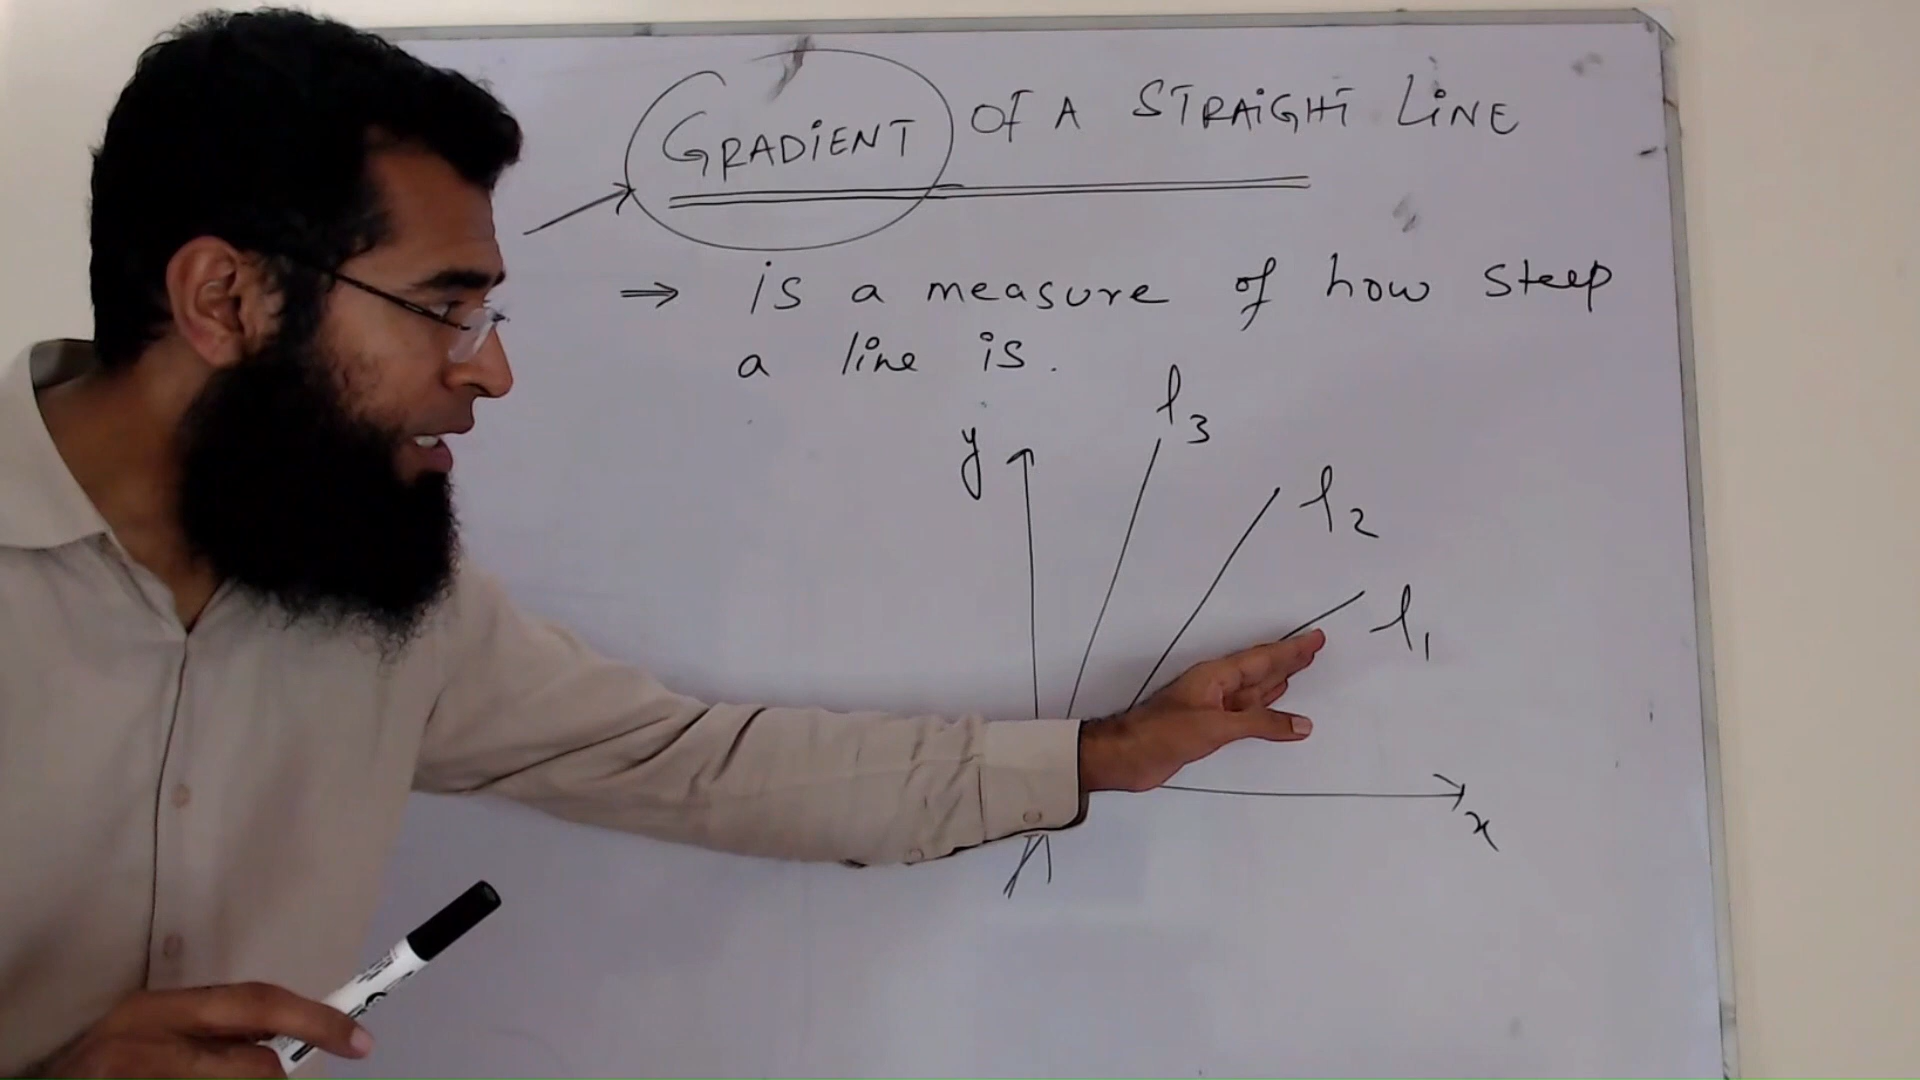 GRADiENT Of A STRAiGHT LiNE
⇒ is a measure of how steep
a line is.
l3
y
l2
l1
x